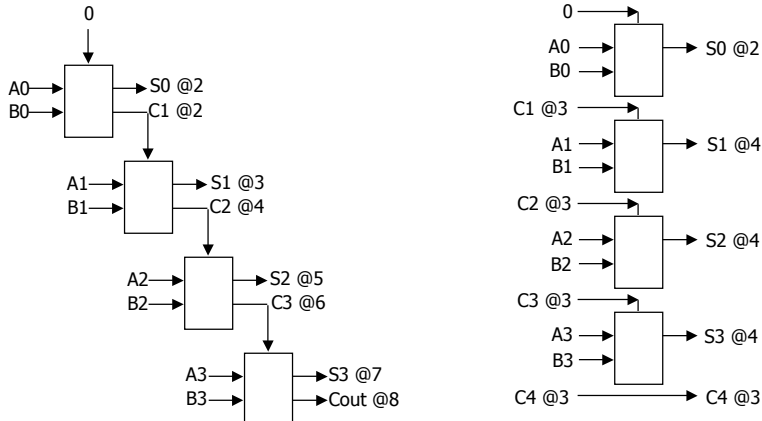 0
A0
S0 @2
B0
C1 @2
A1
S1 @3
B1
C2 @4
A2
S2 @5
B2
C3 @6
A3
S3 @7
B3
Cout @8
0
A0
S0 @2
B0
C1 @3
A1
S1 @4
B1
C2 @3
A2
S2 @4
B2
C3 @3
A3
S3 @4
B3
C4 @3
C4 @3